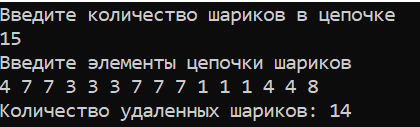 Введите количество шариков в цепочке
15
Введите элементы цепочки шариков
4 7 7 3 3 3 7 7 7 1 1 1 4 4 8
Количество удаленных шариков: 14